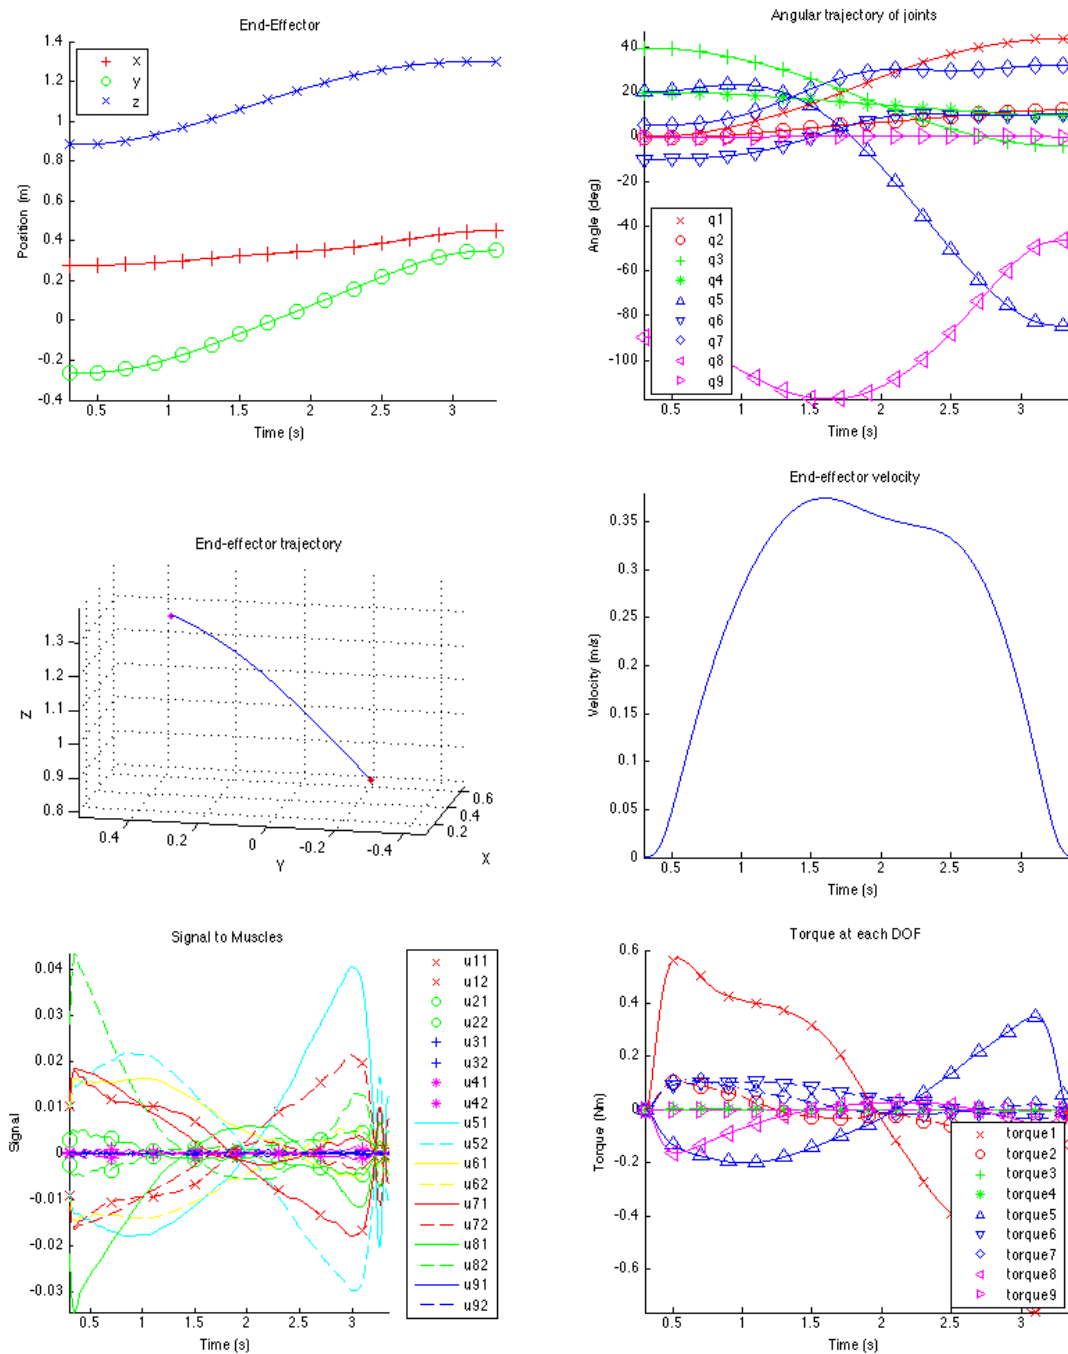 End-Effector
1.4
1.2
1
0.8
0.6
0.4
0.2
0
-0.2
-0.4
Position (m)
x
y
z
0.5 1 1.5 2 2.5 3
Time (s)
Angular trajectory of joints
40
20
0
-20
-40
-60
-80
-100
Angle (deg)
q1
q2
q3
q4
q5
q6
q7
q8
q9
0.5 1 1.5 2 2.5 3
Time (s)
End-effector trajectory
1.3
1.2
1.1
1
0.9
0.8
Z
0.4 0.2 0 -0.2 -0.4
Y
0.6
0.4
0.2
X
End-effector velocity
0.35
0.3
0.25
0.2
0.15
0.1
0.05
0
Velocity (m/s)
0.5 1 1.5 2 2.5 3
Time (s)
Signal to Muscles
0.04
0.03
0.02
0.01
0
-0.01
-0.02
-0.03
Signal
0.5 1 1.5 2 2.5 3
Time (s)
u11
u12
u21
u22
u31
u32
u41
u42
u51
u52
u61
u62
u71
u72
u81
u82
u91
u92
Torque at each DOF
0.6
0.4
0.2
0
-0.2
-0.4
-0.6
Torque (Nm)
torque1
torque2
torque3
torque4
torque5
torque6
torque7
torque8
torque9
0.5 1 1.5 2 2.5 3
Time (s)